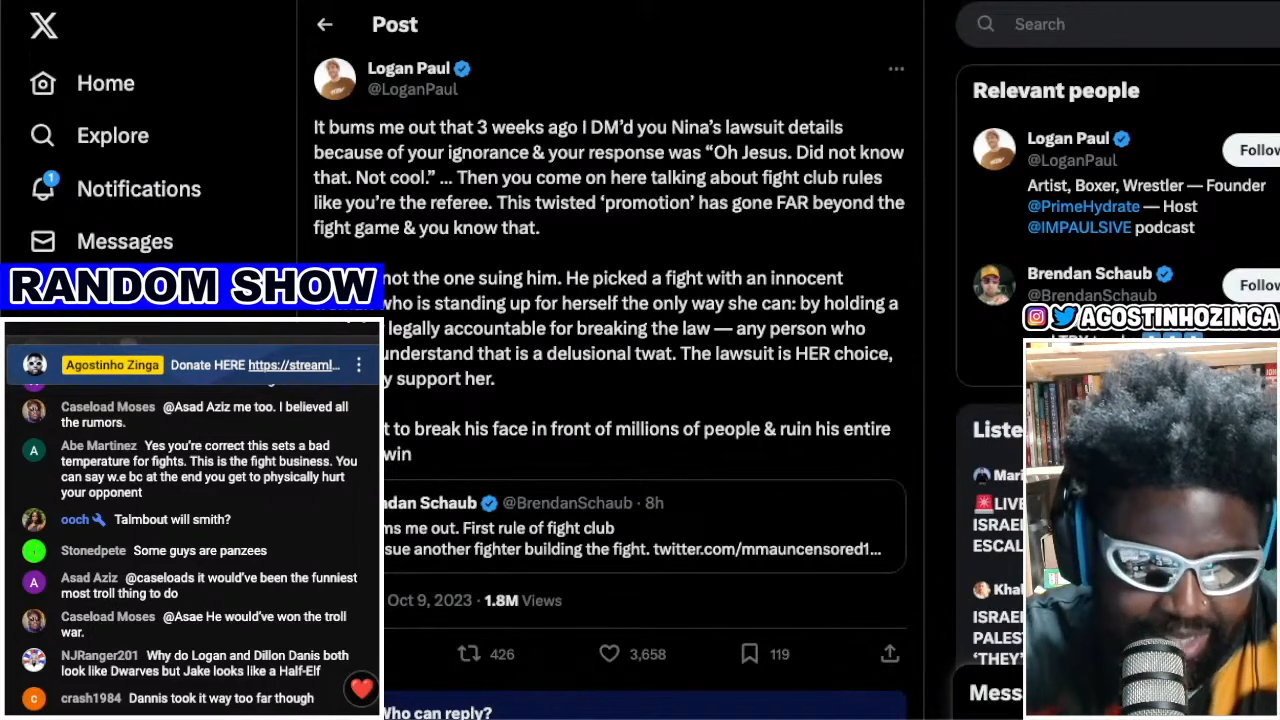 Home
Explore
1
Notifications
Messages
RANDOM SHOW
Agostinho Zinga Donate HERE https://streaml...
Caseload Moses @Asad Aziz me too. I believed all
the rumors.
Abe Martinez Yes you're correct this sets a bad
temperature for fights. This is the fight business. You
can say w.e bc at the end you get to physically hurt
your opponent
ooch Talmbout will smith?
Stonedpete Some guys are panzees
Asad Aziz @caseloads it would've been the funniest
most troll thing to do
Caseload Moses @Asae He would've won the troll
war.
NJRanger201 Why do Logan and Dillon Danis both
look like Dwarves but Jake looks like a Half-Elf
crash1984 Dannis took it way too far though
Post
Logan Paul
@LoganPaul
It bums me out that 3 weeks ago I DM'd you Nina's lawsuit details
because of your ignorance & your response was “Oh Jesus. Did not know
that. Not cool.” ... Then you come on here talking about fight club rules
like you're the referee. This twisted ‘promotion’ has gone FAR beyond the
fight game & you know that.
not the one suing him. He picked a fight with an innocent
who is standing up for herself the only way she can: by holding a
legally accountable for breaking the law — any person who
understand that is a delusional twat. The lawsuit is HER choice,
support her.
to break his face in front of millions of people & ruin his entire
win
Schaub @BrendanSchaub · 8h
me out. First rule of fight club
sue another fighter building the fight. twitter.com/mmauncensored1...
Oct 9, 2023 · 1.8M Views
426
3,658
119
Who can reply?
Search
Relevant people
Logan Paul
@LoganPaul
Follow
Artist, Boxer, Wrestler — Founder
@PrimeHydrate — Host
@IMPAULSIVE podcast
Brendan Schaub
@BrendanSchaub
Follow
AGOSTINHOZINGA
LIVE
ISRAEL
ISRAEL